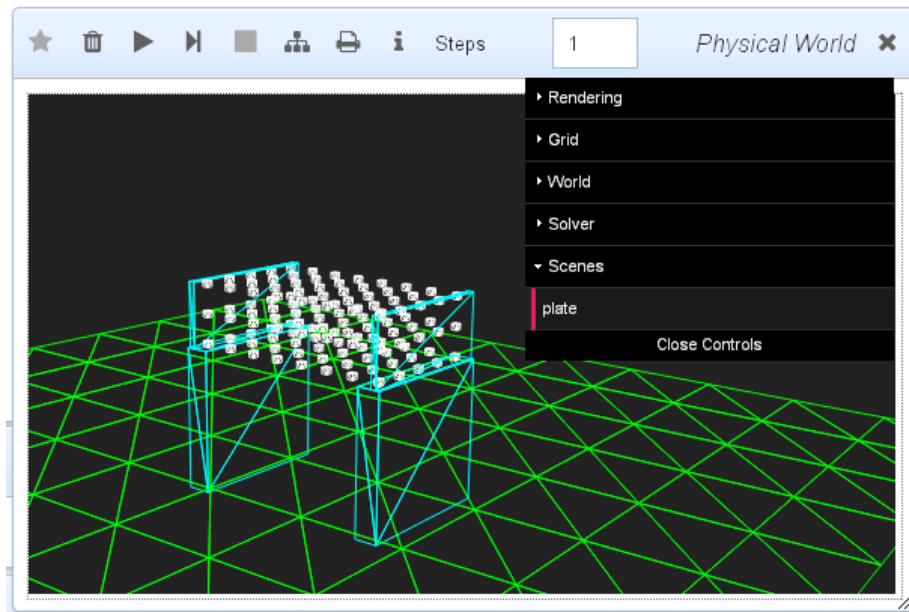 Steps 1 Physical World
Rendering
Grid
World
Solver
Scenes
plate
Close Controls